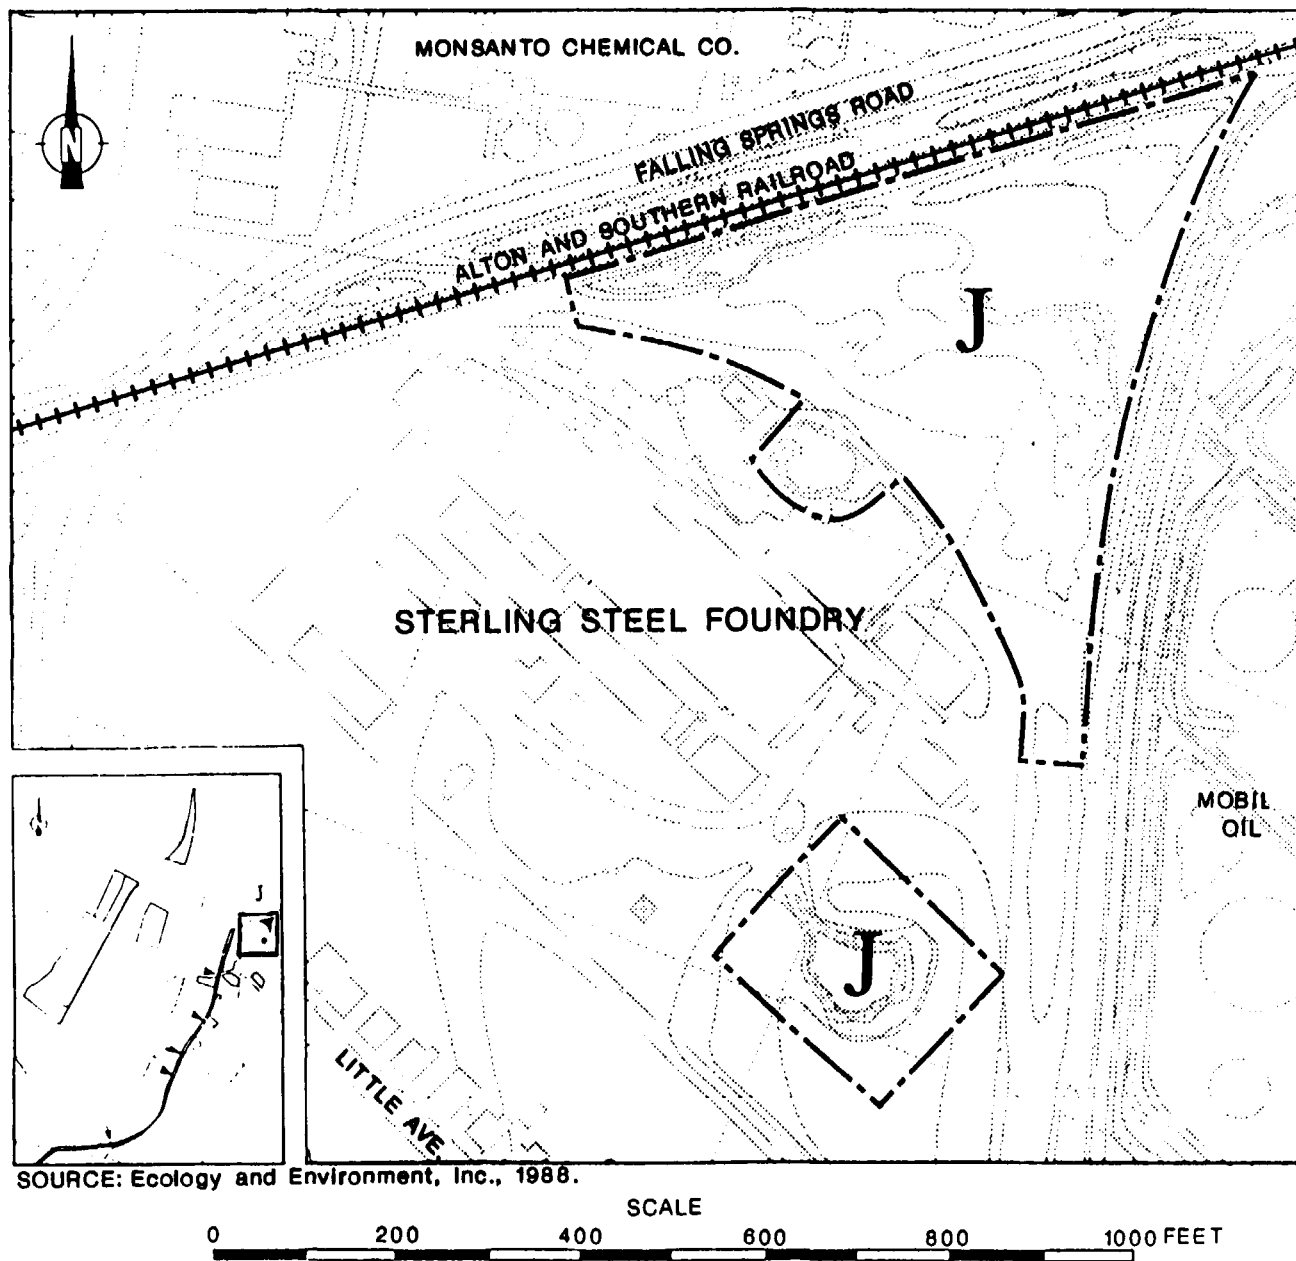 MONSANTO CHEMICAL CO.
N
FALLING SPRINGS ROAD
ALTON AND SOUTHERN RAILROAD
J
STERLING STEEL FOUNDRY
MOBIL
OIL
J
J
LITTLE AVE.
SOURCE: Ecology and Environment, Inc., 1988.
SCALE
0 200 400 600 800 1000 FEET